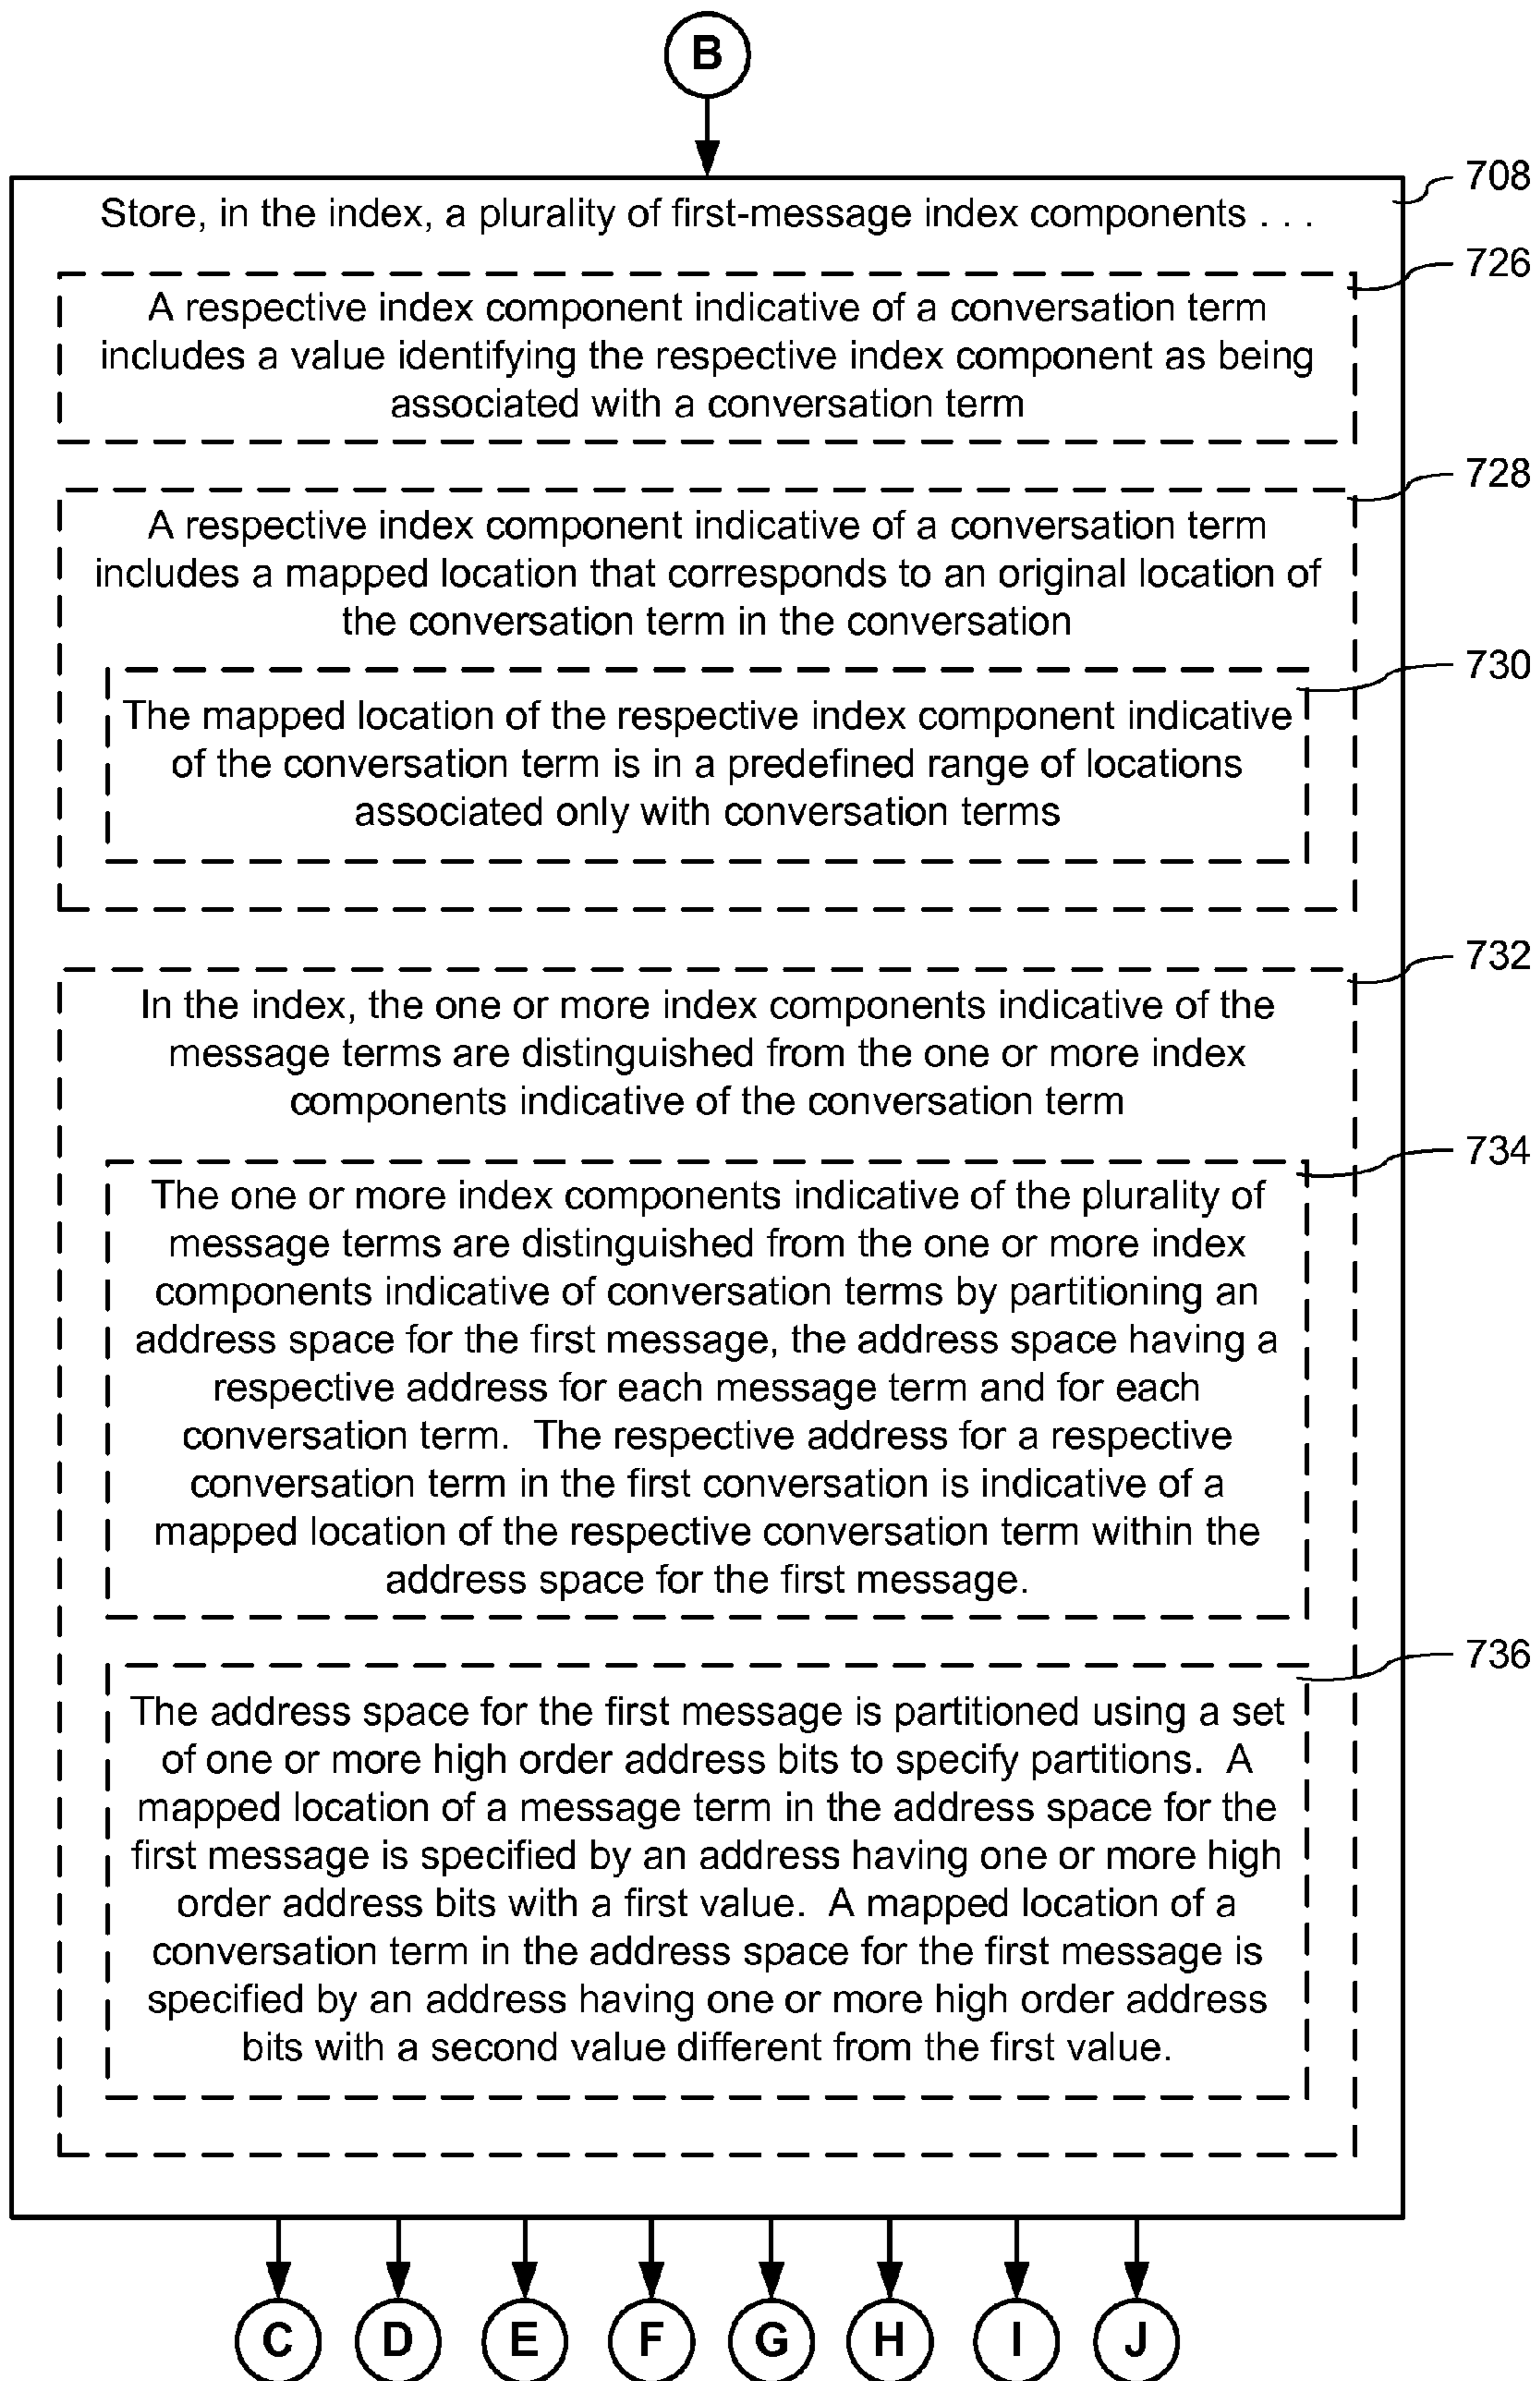 B
708
Store, in the index, a plurality of first-message index components . . .
726
A respective index component indicative of a conversation term
includes a value identifying the respective index component as being
associated with a conversation term
728
A respective index component indicative of a conversation term
includes a mapped location that corresponds to an original location of
the conversation term in the conversation
730
The mapped location of the respective index component indicative
of the conversation term is in a predefined range of locations
associated only with conversation terms
732
In the index, the one or more index components indicative of the
message terms are distinguished from the one or more index
components indicative of the conversation term
734
The one or more index components indicative of the plurality of
message terms are distinguished from the one or more index
components indicative of conversation terms by partitioning an
address space for the first message, the address space having a
respective address for each message term and for each
conversation term.  The respective address for a respective
conversation term in the first conversation is indicative of a
mapped location of the respective conversation term within the
address space for the first message.
736
The address space for the first message is partitioned using a set
of one or more high order address bits to specify partitions.  A
mapped location of a message term in the address space for the
first message is specified by an address having one or more high
order address bits with a first value.  A mapped location of a
conversation term in the address space for the first message is
specified by an address having one or more high order address
bits with a second value different from the first value.
C D E F G H I J